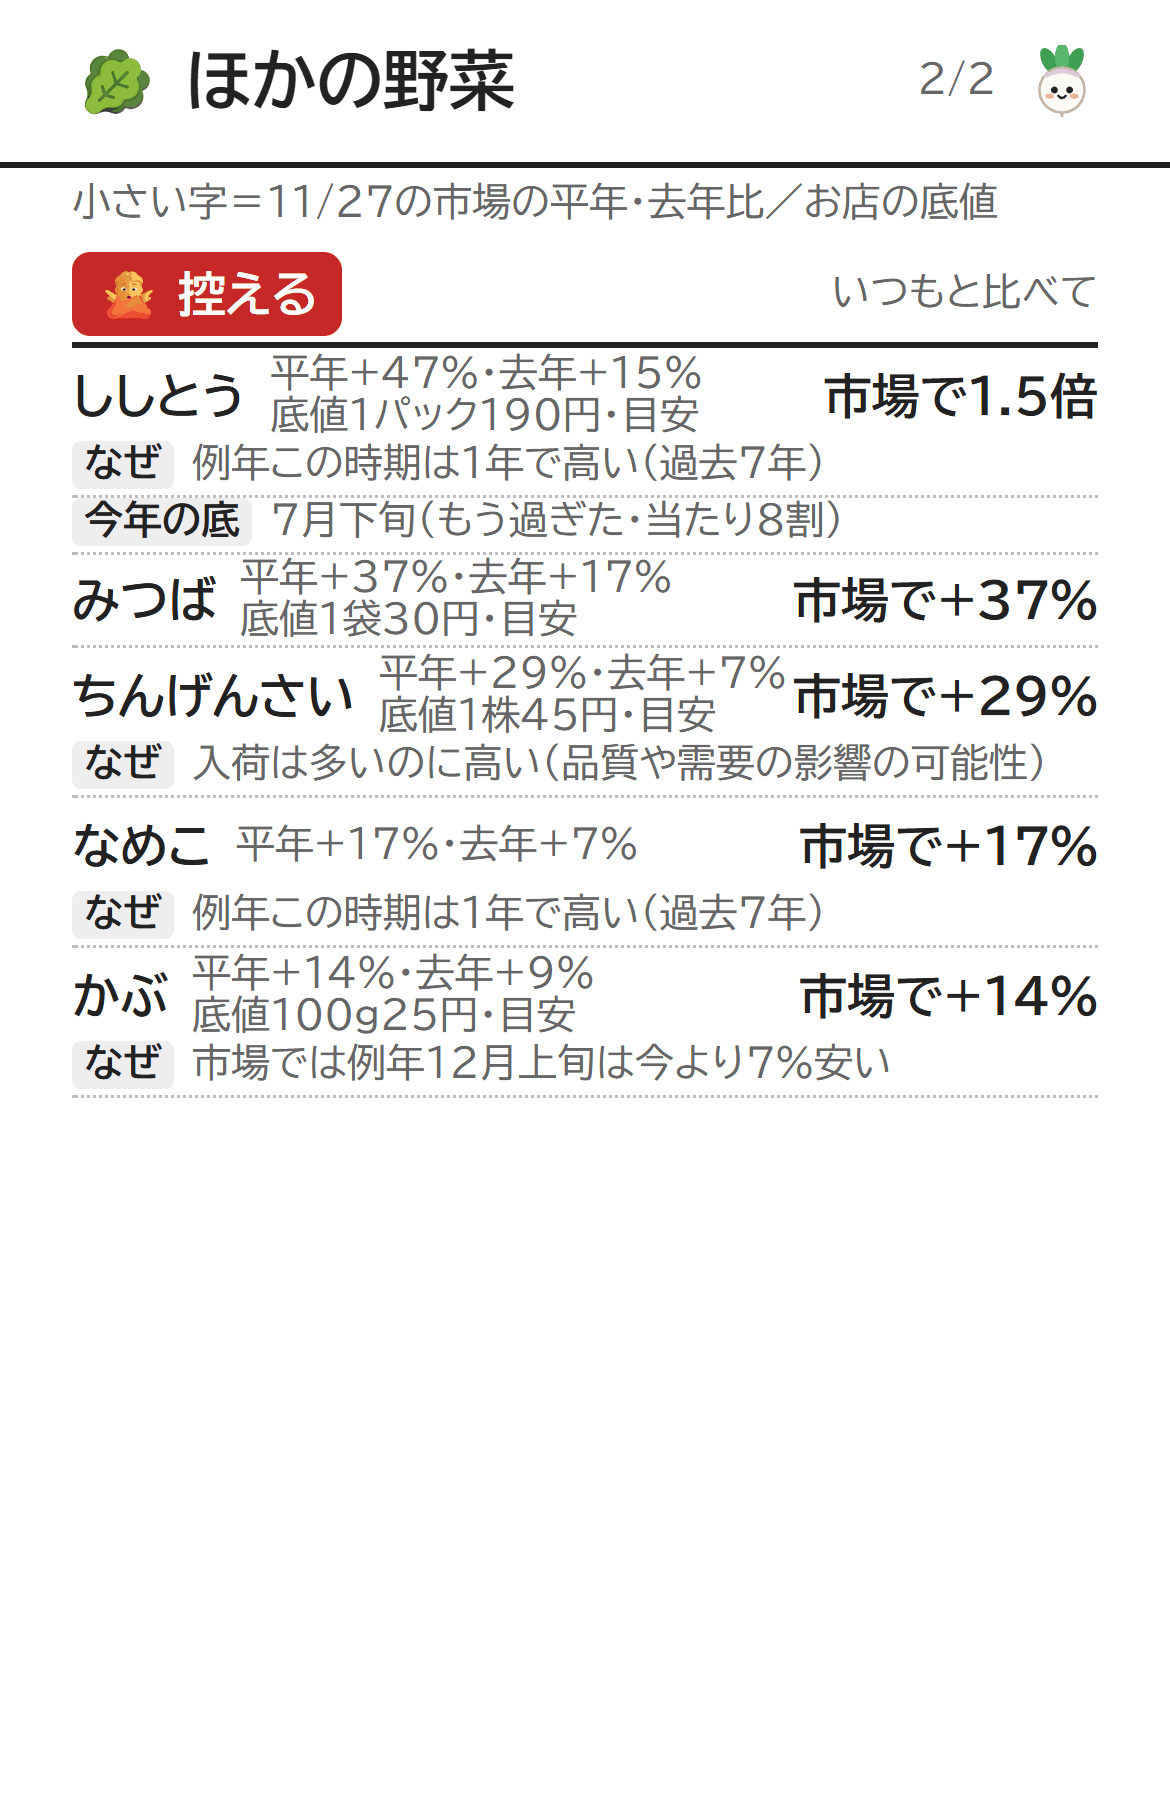 ほかの野菜
2/2
小さい字＝11/27の市場の平年・去年比／お店の底値
控える
いつもと比べて
ししとう
平年+47%・去年+15%
底値1パック190円・目安
市場で1.5倍
なぜ 例年この時期は1年で高い（過去7年）
今年の底 7月下旬（もう過ぎた・当たり8割）
みつば
平年+37%・去年+17%
底値1袋30円・目安
市場で+37%
ちんげんさい
平年+29%・去年+7%
底値1株45円・目安
市場で+29%
なぜ 入荷は多いのに高い（品質や需要の影響の可能性）
なめこ 平年+17%・去年+7% 市場で+17%
なぜ 例年この時期は1年で高い（過去7年）
かぶ
平年+14%・去年+9%
底値100g25円・目安
市場で+14%
なぜ 市場では例年12月上旬は今より7%安い